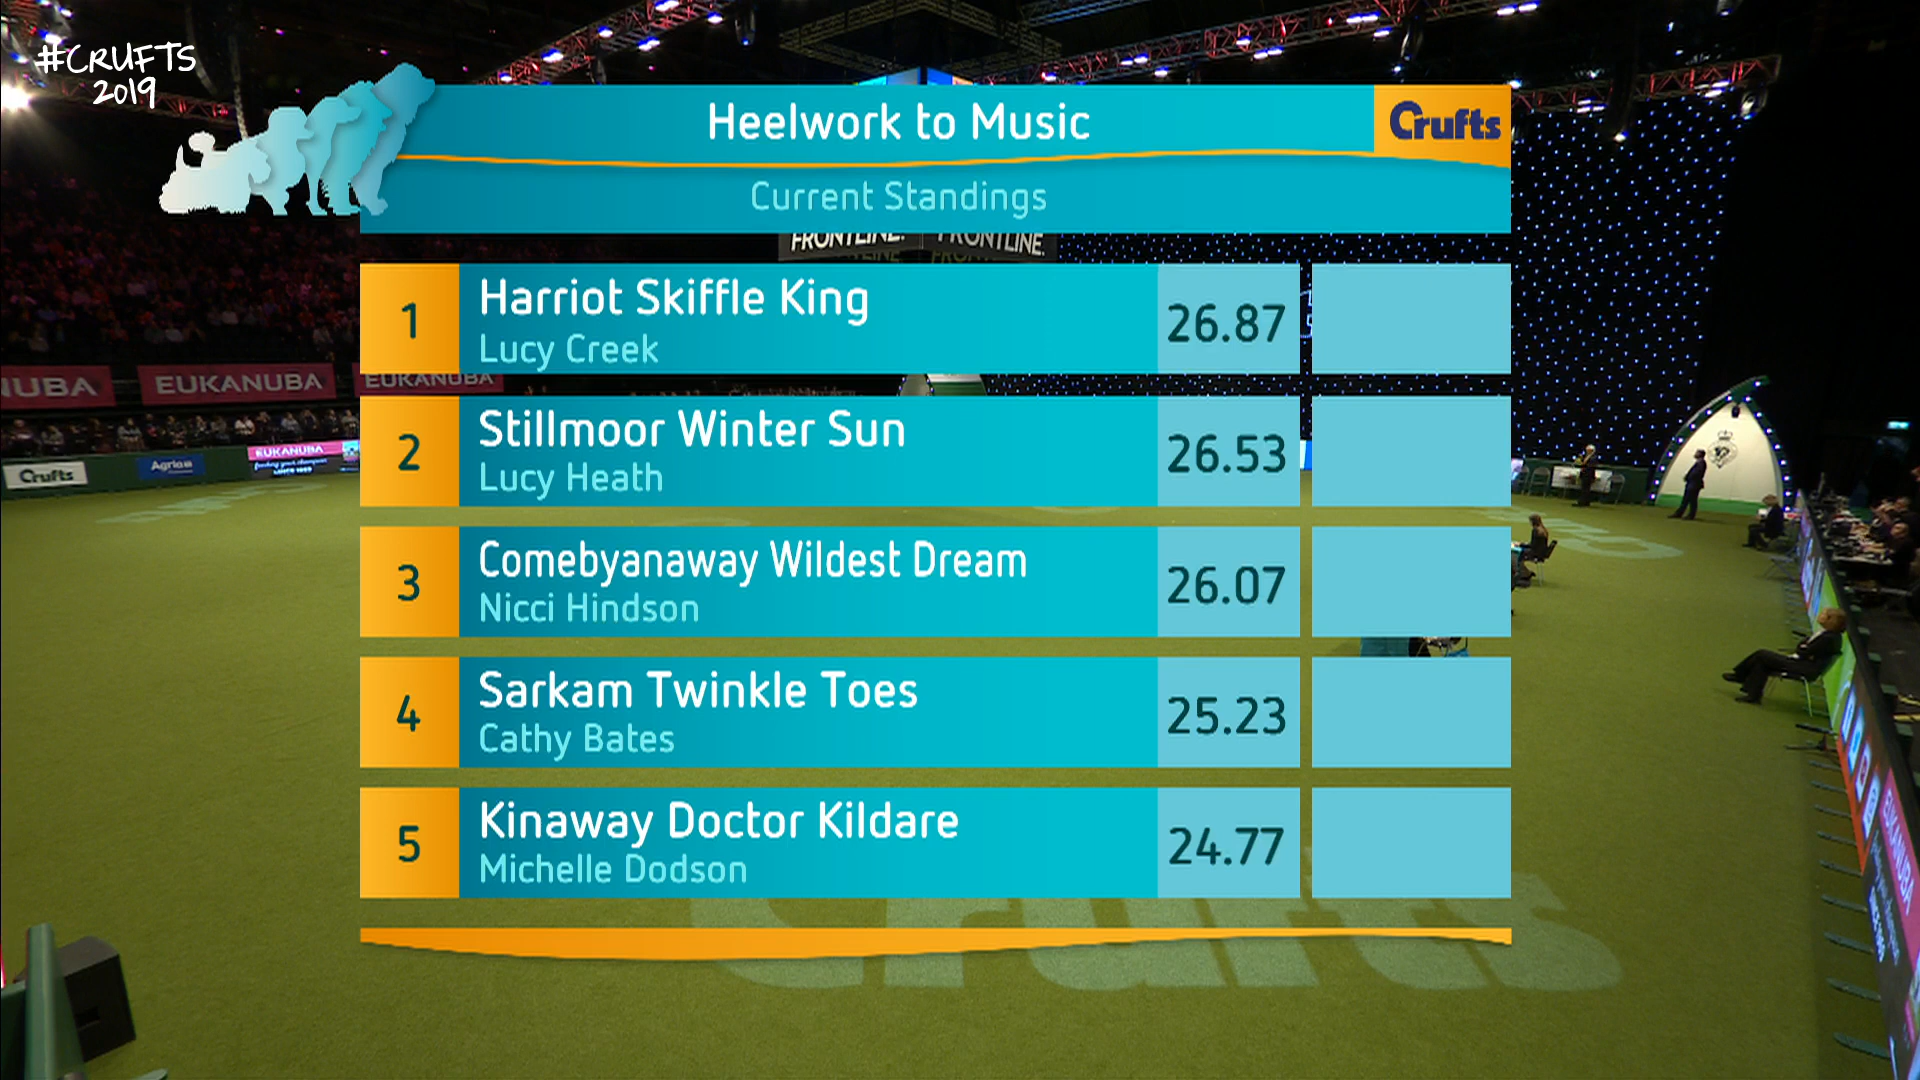 #CRUFTS
2019
Heelwork to Music
Crufts
Current Standings
FRONTLINE. FRONTLINE.
1
Harriot Skiffle King
26.87
Lucy Creek
EUKANUBA
EUKANUBA
2
Stillmoor Winter Sun
26.53
Lucy Heath
EUKANUBA
Crufts
Agria
3
Comebyanaway Wildest Dream
26.07
Nicci Hindson
4
Sarkam Twinkle Toes
25.23
Cathy Bates
5
Kinaway Doctor Kildare
24.77
Michelle Dodson
EUKANUBA
Crufts